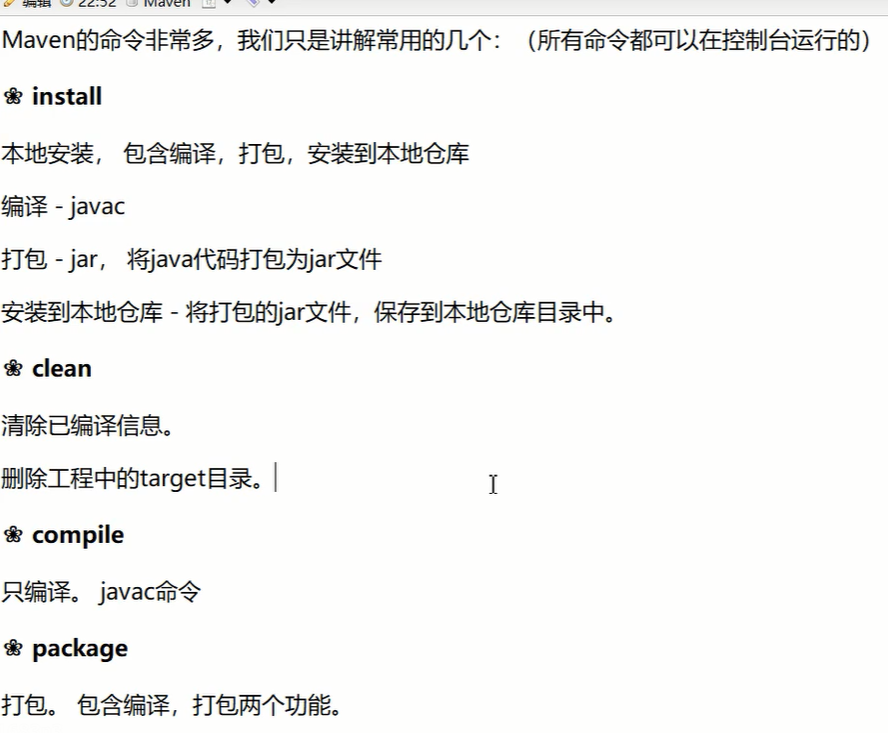 编辑 22:52 Maven
Maven的命令非常多，我们只是讲解常用的几个：（所有命令都可以在控制台运行的）
❀ install
本地安装， 包含编译，打包，安装到本地仓库
编译 - javac
打包 - jar， 将java代码打包为jar文件
安装到本地仓库 - 将打包的jar文件，保存到本地仓库目录中。
❀ clean
清除已编译信息。
删除工程中的target目录。
❀ compile
只编译。 javac命令
❀ package
打包。 包含编译，打包两个功能。